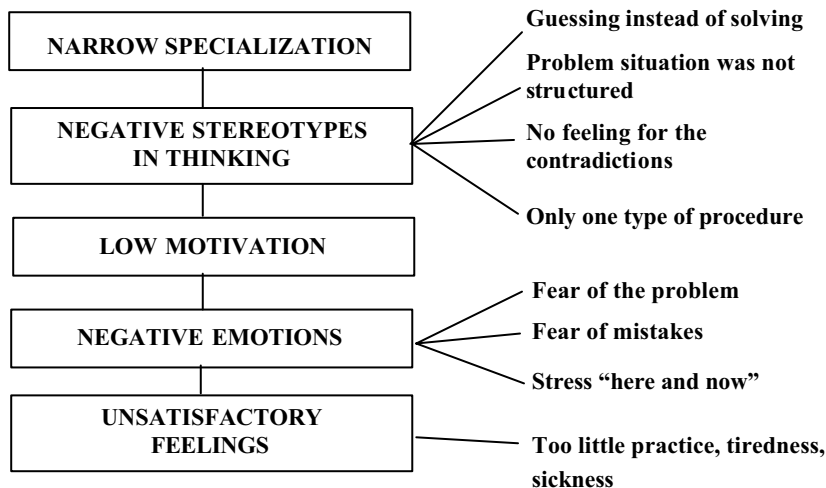 NARROW SPECIALIZATION
NEGATIVE STEREOTYPES
IN THINKING
Guessing instead of solving
Problem situation was not
structured
No feeling for the
contradictions
Only one type of procedure
LOW MOTIVATION
NEGATIVE EMOTIONS
Fear of the problem
Fear of mistakes
Stress “here and now”
UNSATISFACTORY
FEELINGS
Too little practice, tiredness,
sickness